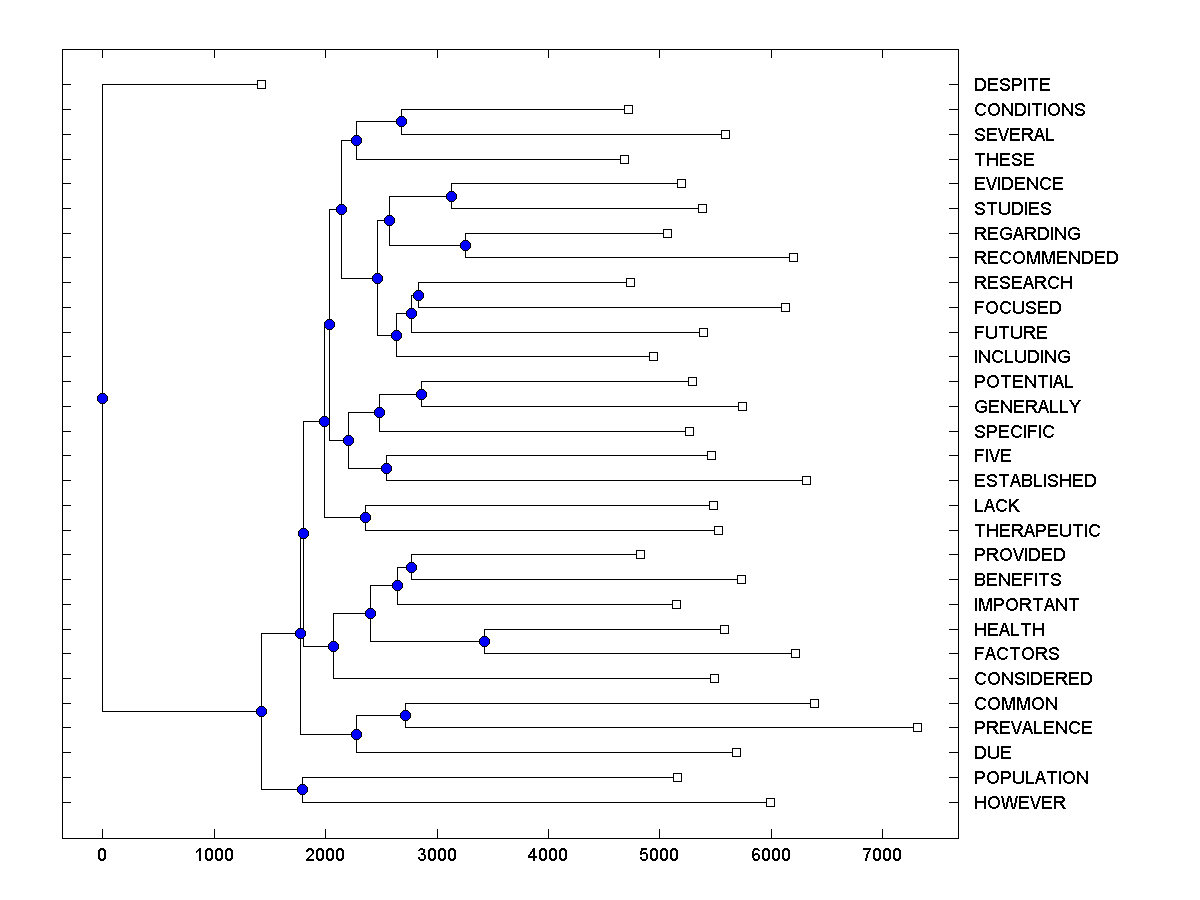 DESPITE
CONDITIONS
SEVERAL
THESE
EVIDENCE
STUDIES
REGARDING
RECOMMENDED
RESEARCH
FOCUSED
FUTURE
INCLUDING
POTENTIAL
GENERALLY
SPECIFIC
FIVE
ESTABLISHED
LACK
THERAPEUTIC
PROVIDED
BENEFITS
IMPORTANT
HEALTH
FACTORS
CONSIDERED
COMMON
PREVALENCE
DUE
POPULATION
HOWEVER
0 1000 2000 3000 4000 5000 6000 7000